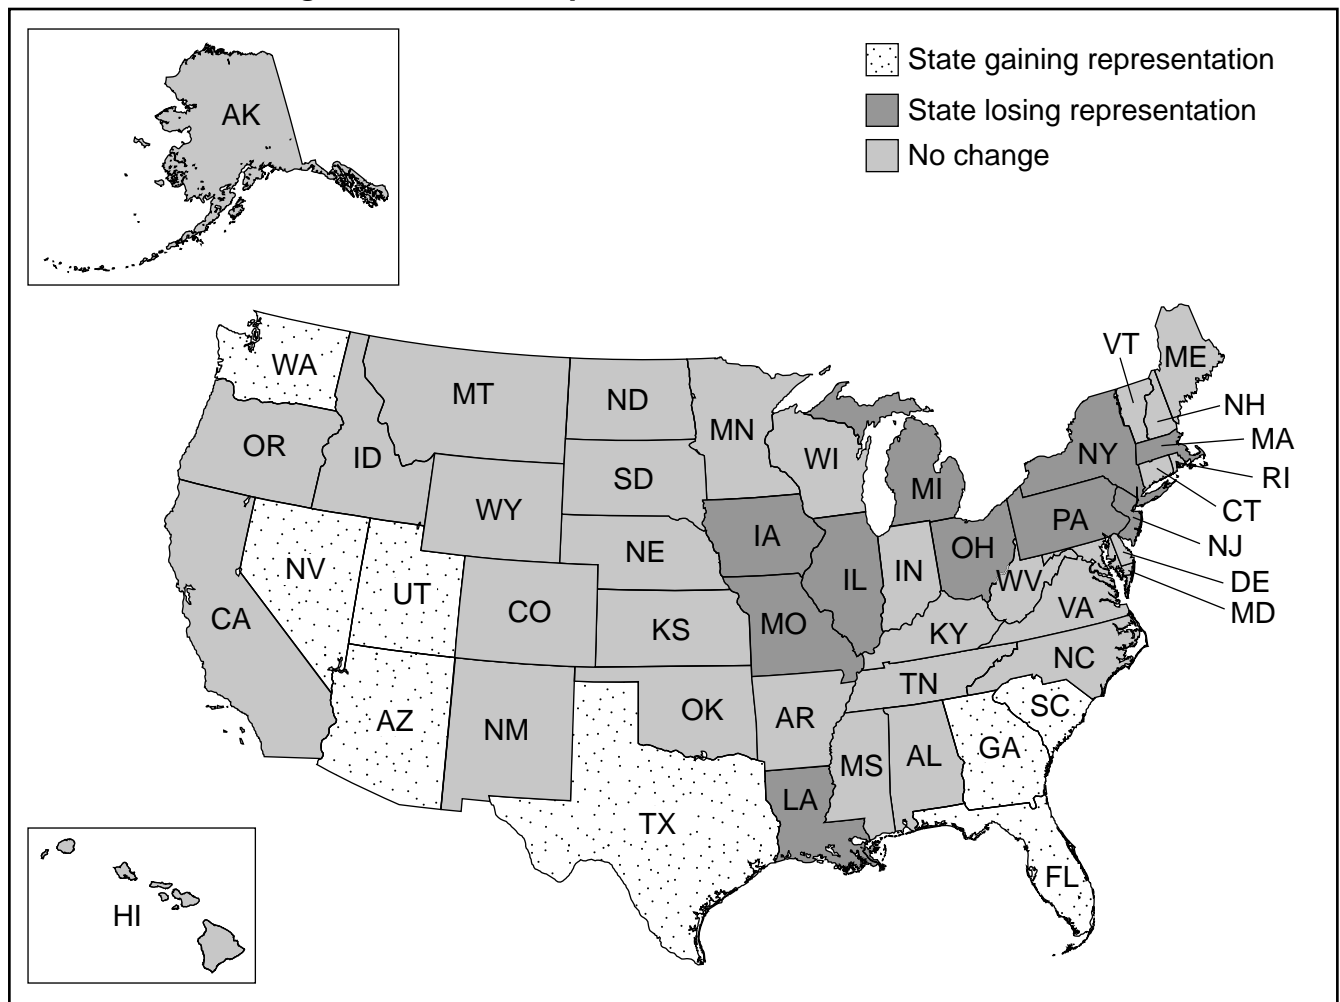 State gaining representation
State losing representation
No change
AK
WA
MT
ND
MN
VT
ME
NH
MA
RI
CT
NJ
DE
MD
OR
ID
SD
WI
MI
NY
WY
IA
PA
NE
IL
IN
OH
WV
VA
NV
UT
CO
KS
MO
KY
CA
NC
TN
AZ
NM
OK
AR
SC
GA
MS
AL
LA
TX
FL
HI